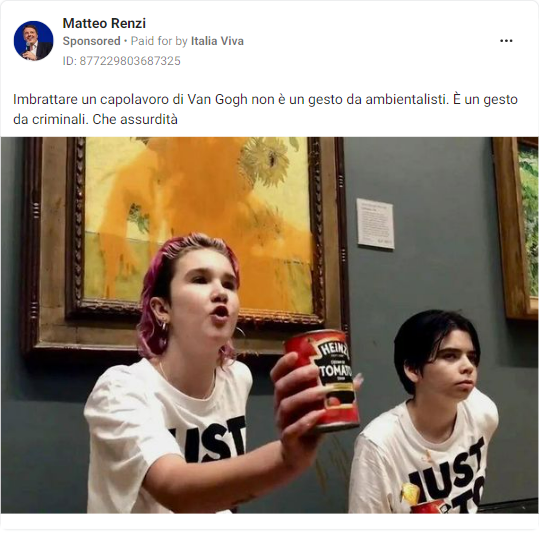 Matteo Renzi
Sponsored • Paid for by Italia Viva
ID: 877229803687325
Imbrattare un capolavoro di Van Gogh non è un gesto da ambientalisti. È un gesto
da criminali. Che assurdità
HEINZ
TOMATO
JUST
JUST